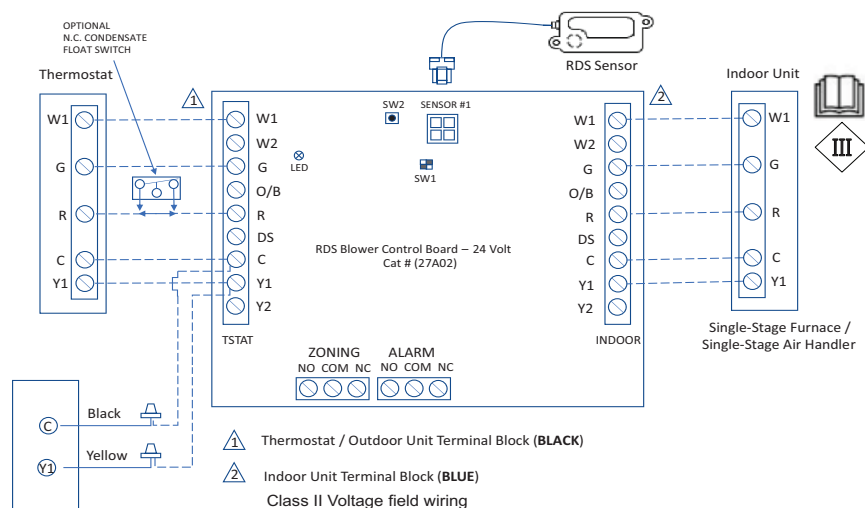 OPTIONAL
N.C. CONDENSATE
FLOAT SWITCH
Thermostat
W1
G
R
C
Y1
1
W1
W2
G
O/B
R
DS
C
Y1
Y2
TSTAT
SW2
SENSOR #1
LED
SW1
RDS Sensor
RDS Blower Control Board – 24 Volt
Cat # (27A02)
ZONING
NO COM NC
ALARM
NO COM NC
2
W1
W2
G
O/B
R
DS
C
Y1
Y2
INDOOR
Indoor Unit
W1
G
R
C
Y1
III
Single-Stage Furnace /
Single-Stage Air Handler
C
Black
Y1
Yellow
1 Thermostat / Outdoor Unit Terminal Block (BLACK)
2 Indoor Unit Terminal Block (BLUE)
Class II Voltage field wiring